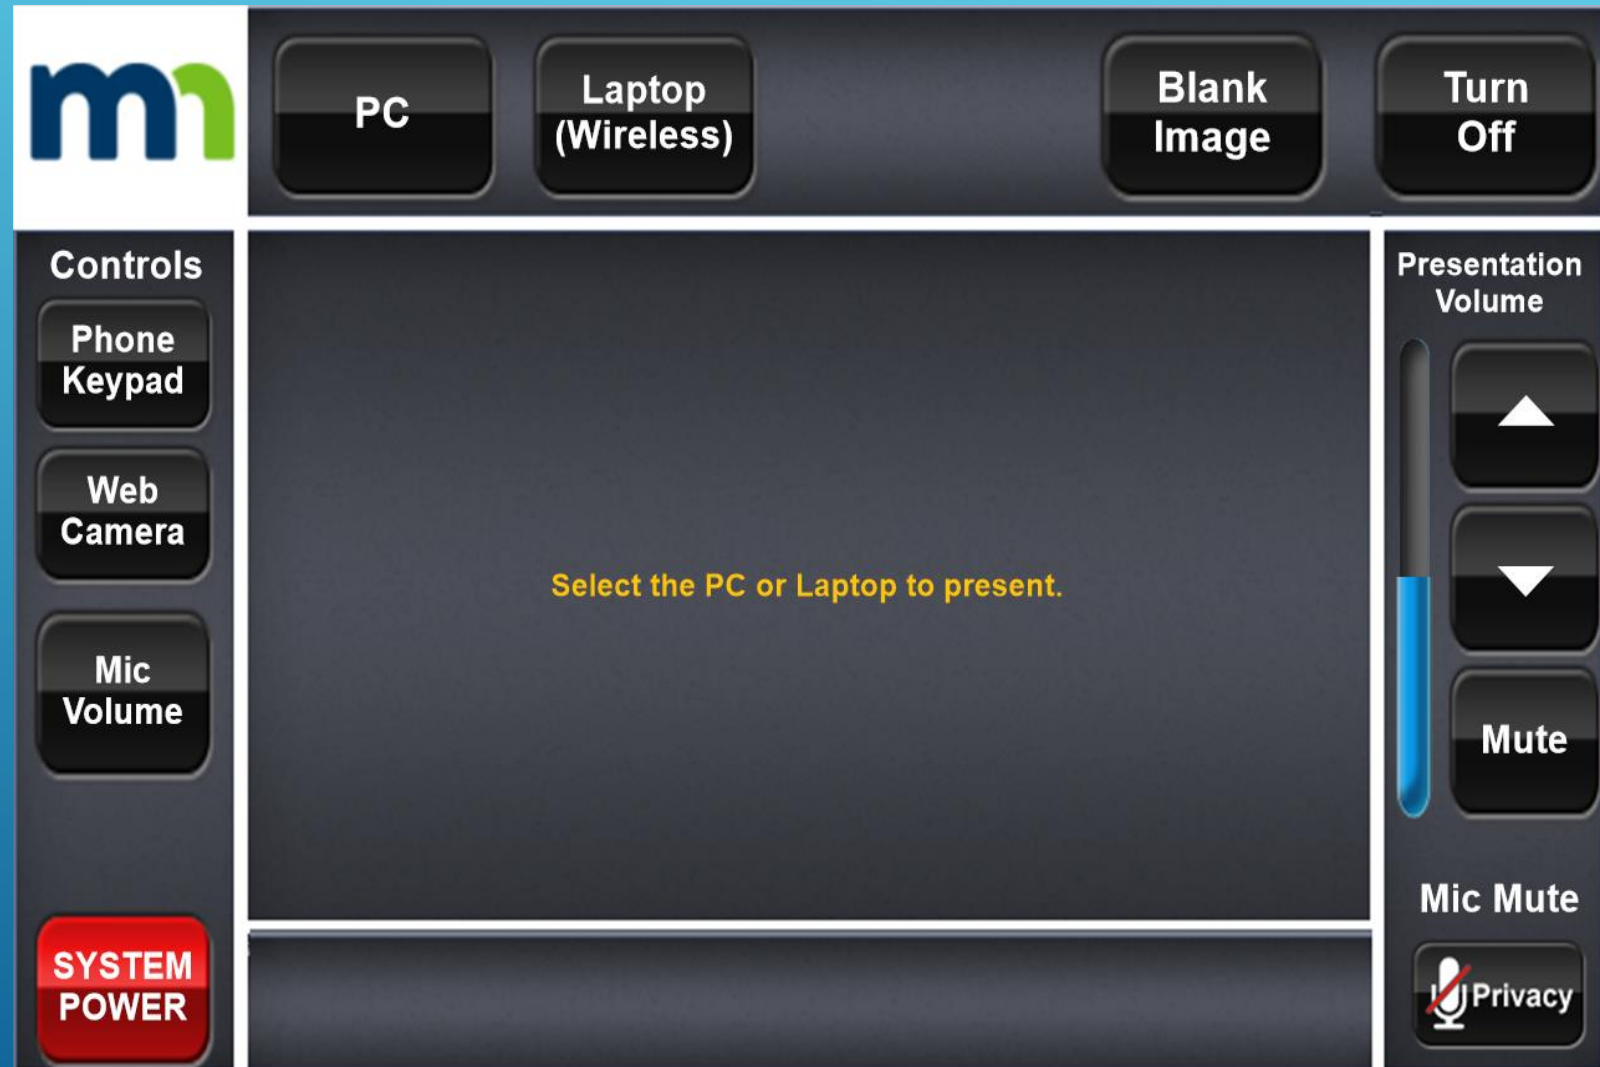 mn
PC
Laptop
(Wireless)
Blank
Image
Turn
Off
Controls
Phone
Keypad
Web
Camera
Mic
Volume
SYSTEM
POWER
Select the PC or Laptop to present.
Presentation
Volume
Mute
Mic Mute
Privacy